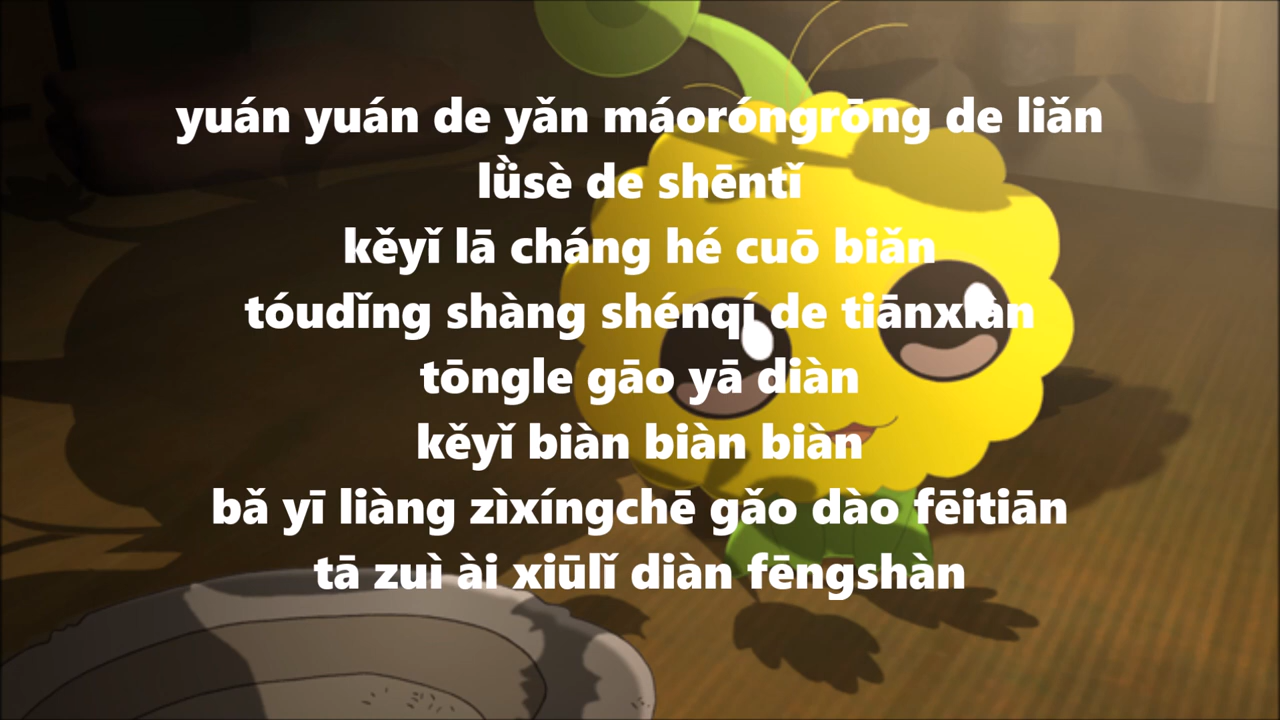 yuán yuán de yǎn máoróngrōng de liǎn
lǜsè de shēntǐ
kěyǐ lā cháng hé cuō biǎn
tóudǐng shàng shénqí de tiānxiàn
tōngle gāo yā diàn
kěyǐ biàn biàn biàn
bǎ yī liàng zìxíngchē gǎo dào fēitiān
tā zuì ài xiūlǐ diàn fēngshàn